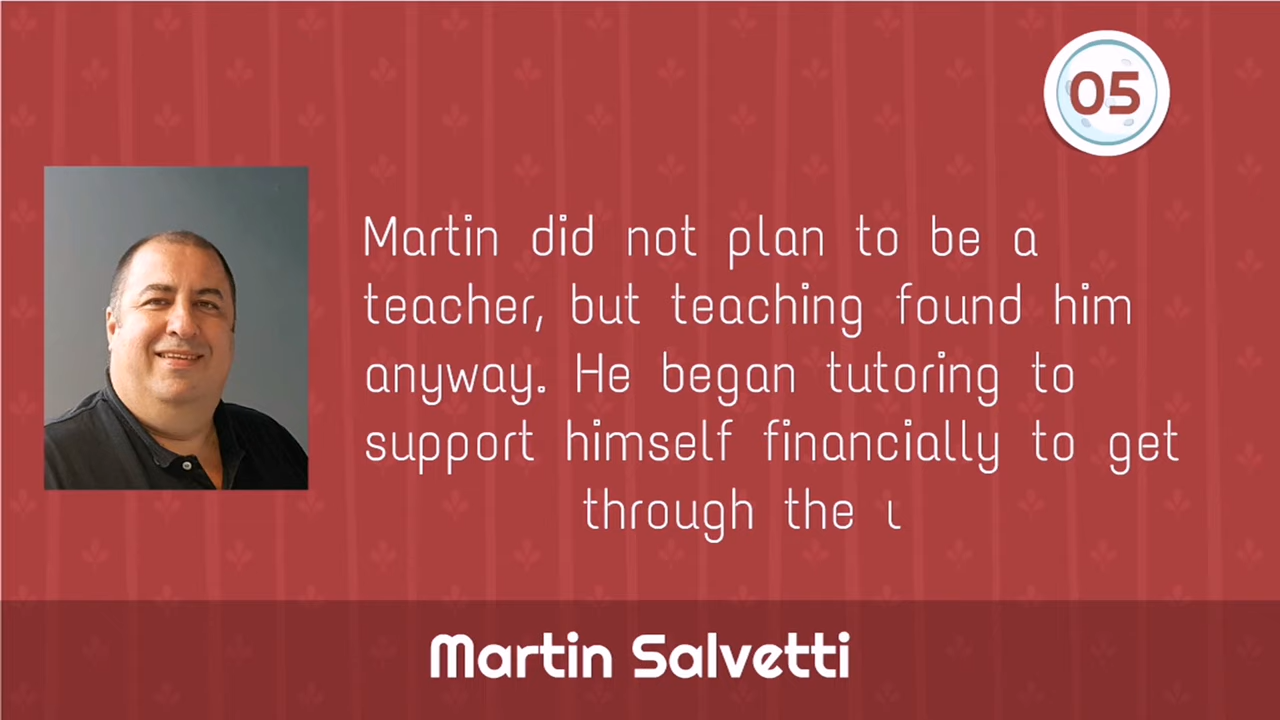 05
Martin did not plan to be a
teacher, but teaching found him
anyway. He began tutoring to
support himself financially to get
through the
Martin Salvetti